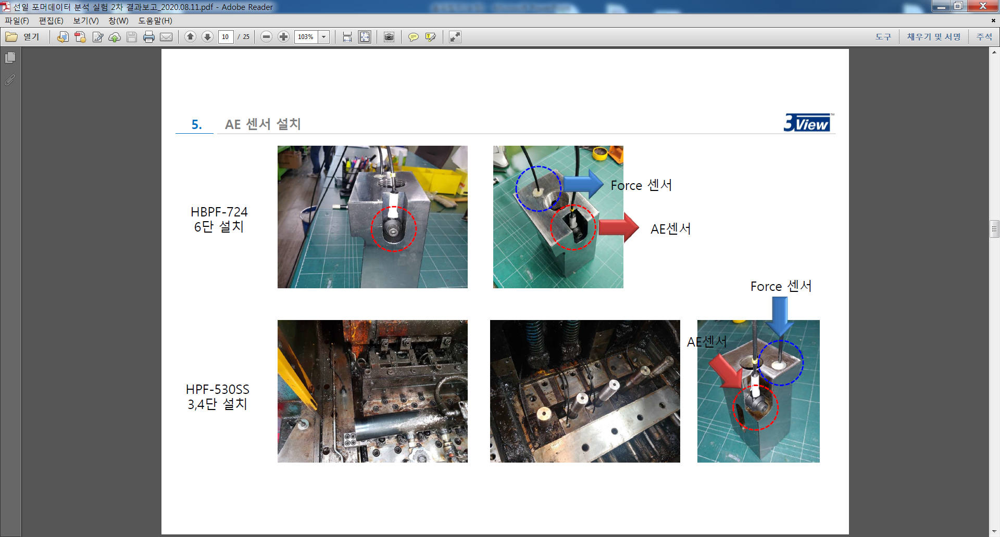 선일 포머데이터 분석 실험 2차 결과보고_2020.08.11.pdf - Adobe Reader
파일(F) 편집(E) 보기(V) 창(W) 도움말(H)
열기 10 / 25 103% 도구 채우기 및 서명 주석
5. AE 센서 설치
3View™
Force 센서
HBPF-724
6단 설치
AE센서
Force 센서
AE센서
HPF-530SS
3,4단 설치